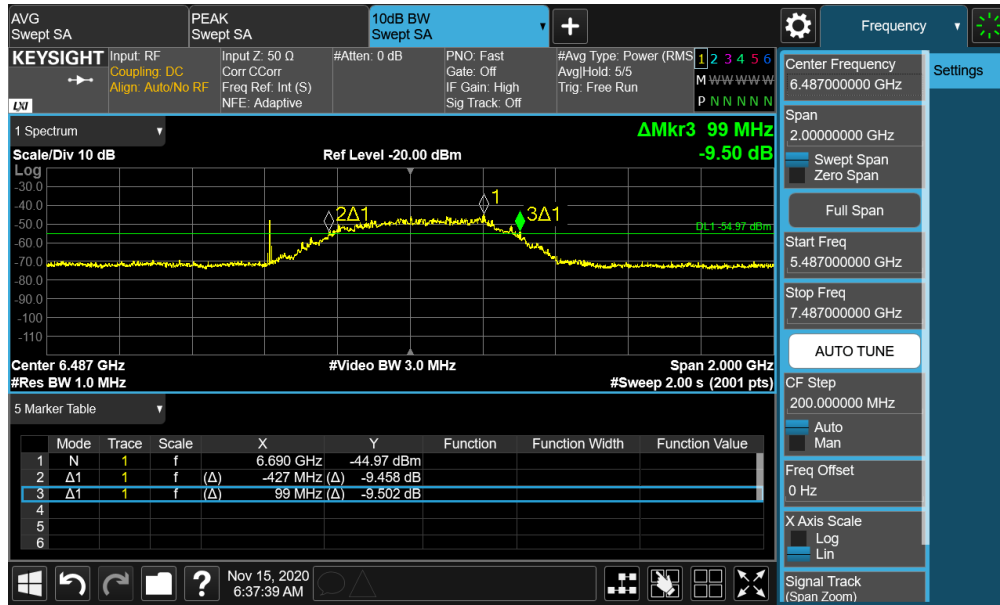 AVG
Swept SA
PEAK
Swept SA
10dB BW
Swept SA
Frequency
KEYSIGHT
LXI
Input: RF
Coupling: DC
Align: Auto/No RF
Input Z: 50 Ω
Corr CCorr
Freq Ref: Int (S)
NFE: Adaptive
#Atten: 0 dB
PNO: Fast
Gate: Off
IF Gain: High
Sig Track: Off
#Avg Type: Power (RMS
Avg|Hold: 5/5
Trig: Free Run
1 2 3 4 5 6
M W W W W W
P N N N N N
1 Spectrum
ΔMkr3 99 MHz
Scale/Div 10 dB
Ref Level -20.00 dBm
-9.50 dB
Log
-30.0
-40.0
-50.0
-60.0
-70.0
-80.0
-90.0
-100
-110
2Δ1
1
3Δ1
DL1 -54.97 dBm
Center 6.487 GHz
#Video BW 3.0 MHz
Span 2.000 GHz
#Res BW 1.0 MHz
#Sweep 2.00 s (2001 pts)
5 Marker Table
Mode Trace Scale X Y Function Function Width Function Value
1 N 1 f 6.690 GHz -44.97 dBm
2 Δ1 1 f (Δ) -427 MHz (Δ) -9.458 dB
3 Δ1 1 f (Δ) 99 MHz (Δ) -9.502 dB
4
5
6
?
Nov 15, 2020
6:37:39 AM
Center Frequency
6.487000000 GHz
Span
2.00000000 GHz
Swept Span
Zero Span
Full Span
Start Freq
5.487000000 GHz
Stop Freq
7.487000000 GHz
AUTO TUNE
CF Step
200.000000 MHz
Auto
Man
Freq Offset
0 Hz
X Axis Scale
Log
Lin
Signal Track
(Span Zoom)
Settings